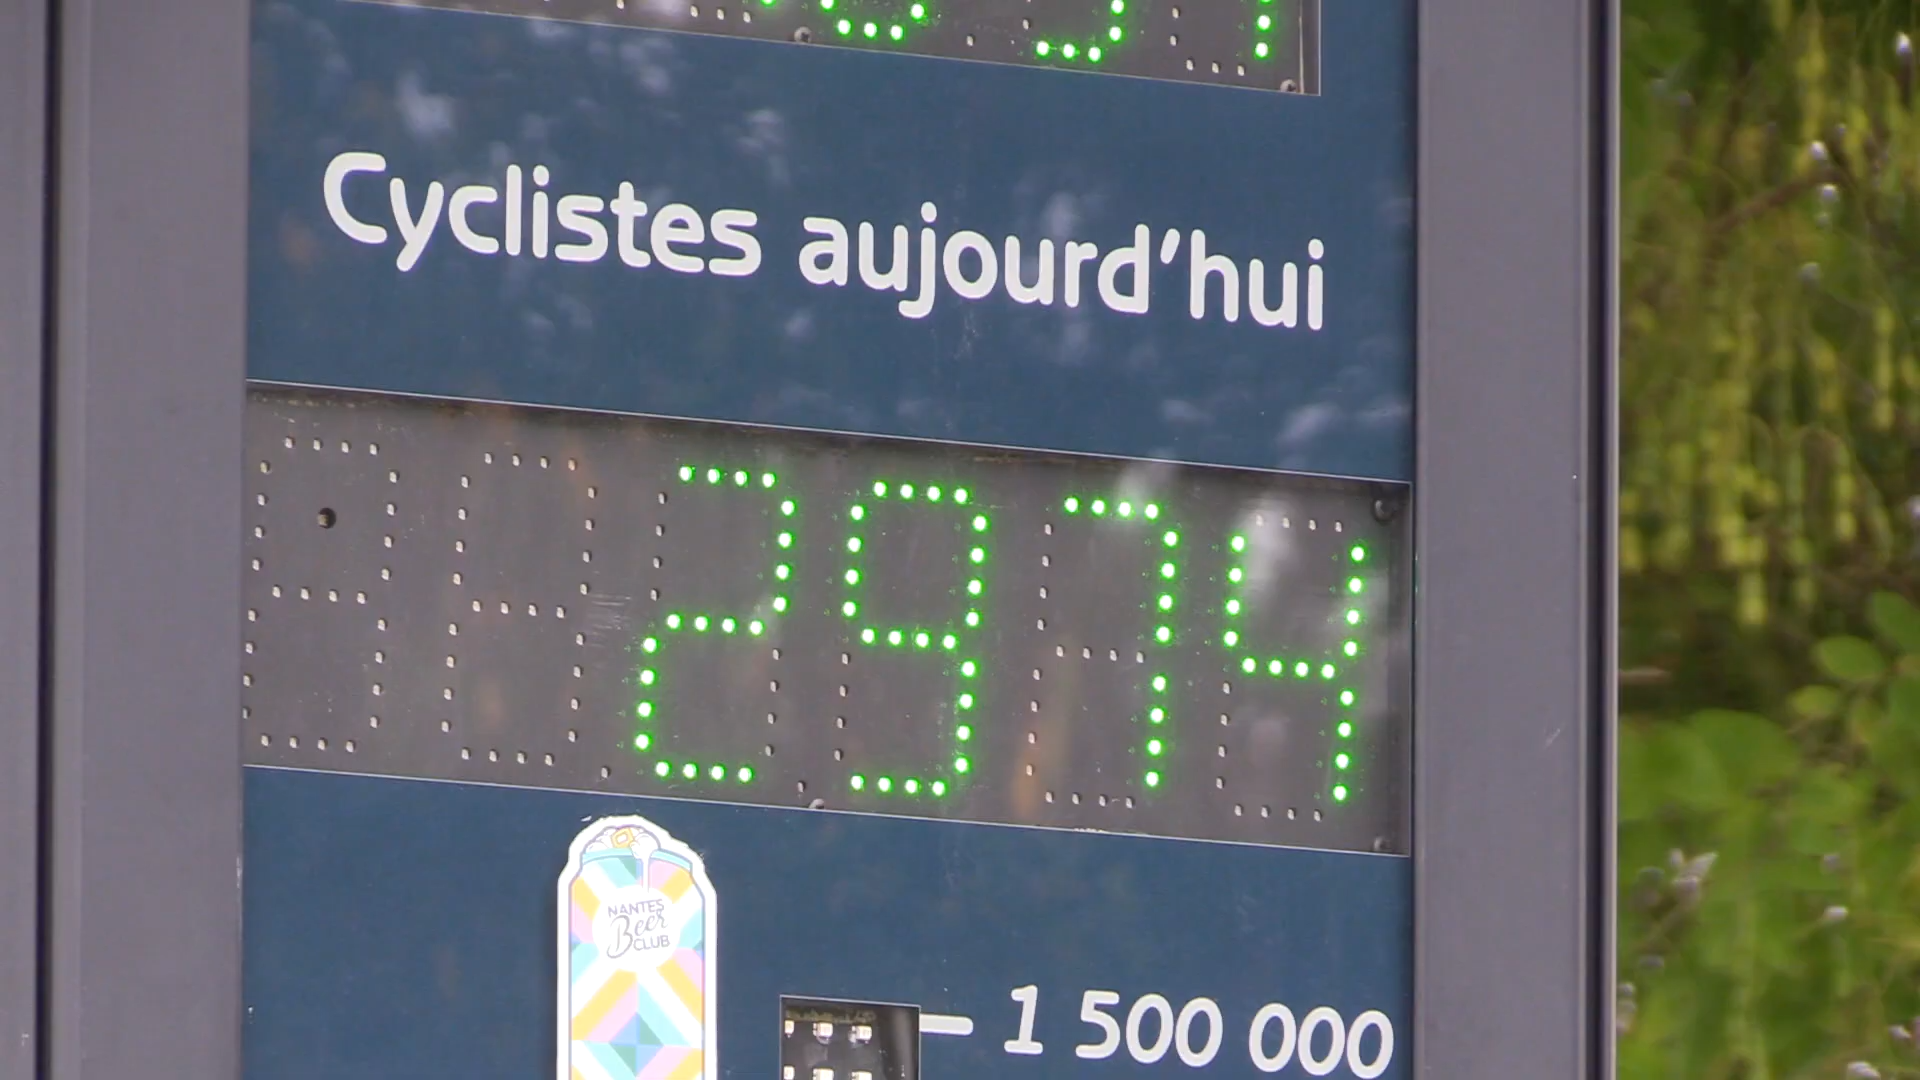 Cyclistes aujourd'hui
2974
NANTES
Beer
CLUB
1 500 000